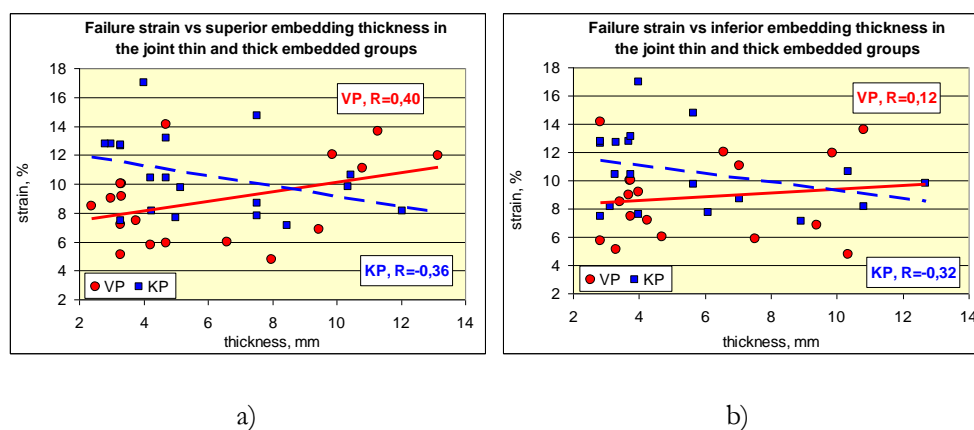 Failure strain vs superior embedding thickness in
the joint thin and thick embedded groups
18
16
14
12
10
8
6
4
2
strain, %
VP, R=0,40
KP, R=-0,36
VP KP
2 4 6 8 10 12 14
thickness, mm
a)
Failure strain vs inferior embedding thickness in
the joint thin and thick embedded groups
18
16
14
12
10
8
6
4
2
strain, %
VP, R=0,12
KP, R=-0,32
VP KP
2 4 6 8 10 12 14
thickness, mm
b)